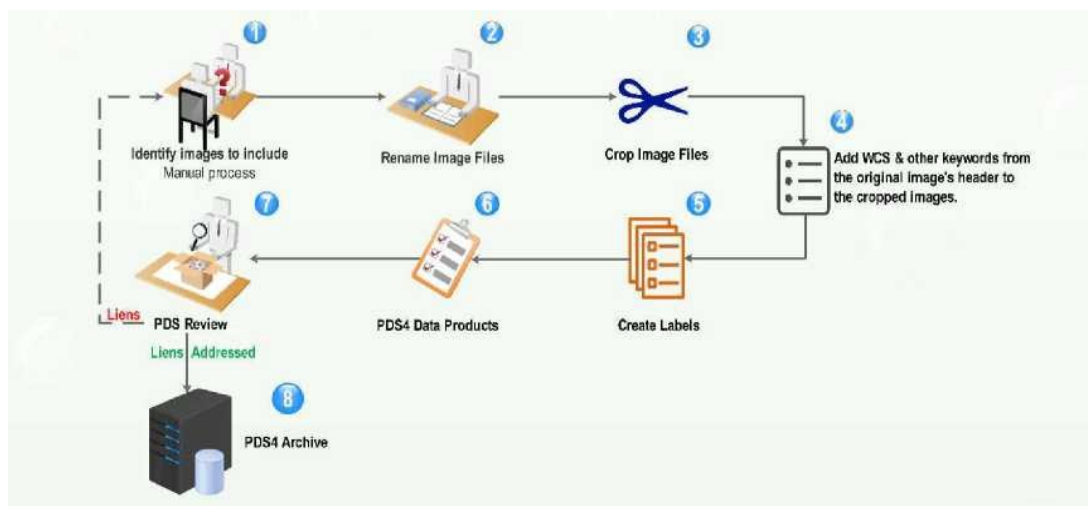 1
2
3
Identify images to include
Manual process
Rename Image Files
Crop Image Files
4
Add WCS & other keywords from
the original image's header to
the cropped images.
7
6
5
Liens
PDS Review
PDS4 Data Products
Create Labels
Liens Addressed
8
PDS4 Archive